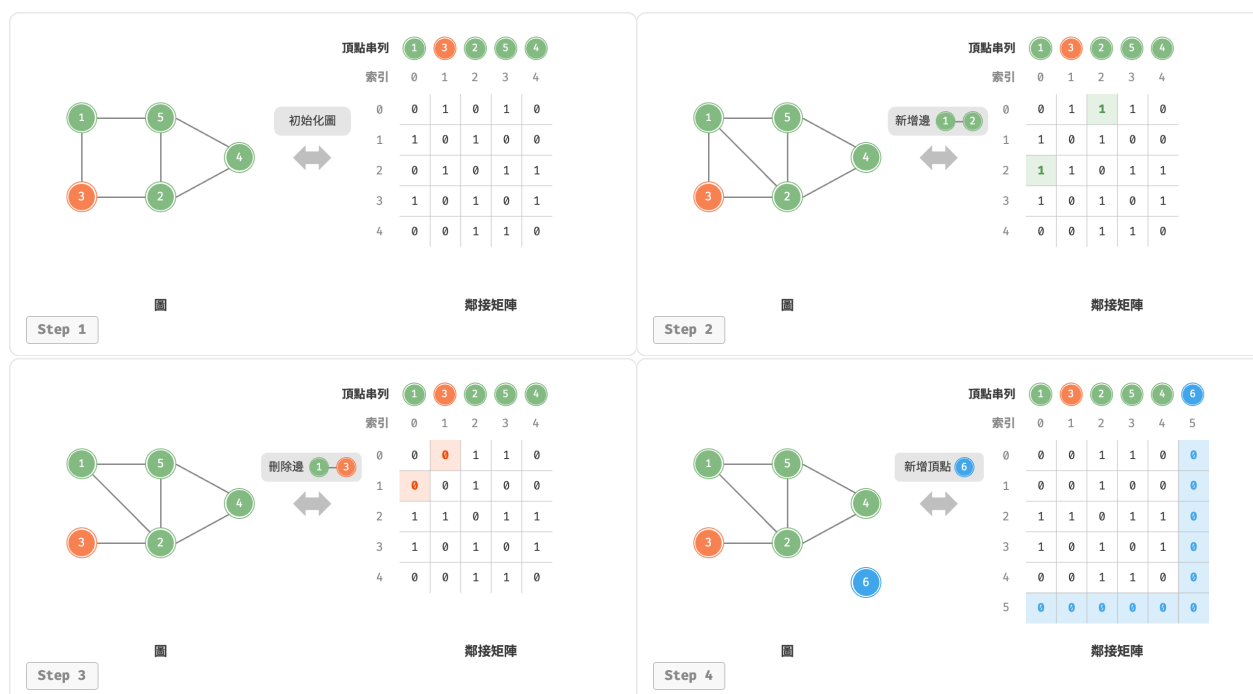 頂點串列 1 3 2 5 4
索引 0 1 2 3 4
0 0 1 0 1 0
1 1 0 1 0 0
2 0 1 0 1 1
3 1 0 1 0 1
4 0 0 1 1 0
1 5
4
3 2
初始化圖
圖
鄰接矩陣
Step 1
頂點串列 1 3 2 5 4
索引 0 1 2 3 4
0 0 1 1 1 0
1 1 0 1 0 0
2 1 1 0 1 1
3 1 0 1 0 1
4 0 0 1 1 0
1 5
4
3 2
新增邊 1 2
圖
鄰接矩陣
Step 2
頂點串列 1 3 2 5 4
索引 0 1 2 3 4
0 0 0 1 1 0
1 0 0 1 0 0
2 1 1 0 1 1
3 1 0 1 0 1
4 0 0 1 1 0
1 5
4
3 2
刪除邊 1 3
圖
鄰接矩陣
Step 3
頂點串列 1 3 2 5 4 6
索引 0 1 2 3 4 5
0 0 0 1 1 0 0
1 0 0 1 0 0 0
2 1 1 0 1 1 0
3 1 0 1 0 1 0
4 0 0 1 1 0 0
5 0 0 0 0 0 0
1 5
4
3 2
6
新增頂點 6
圖
鄰接矩陣
Step 4